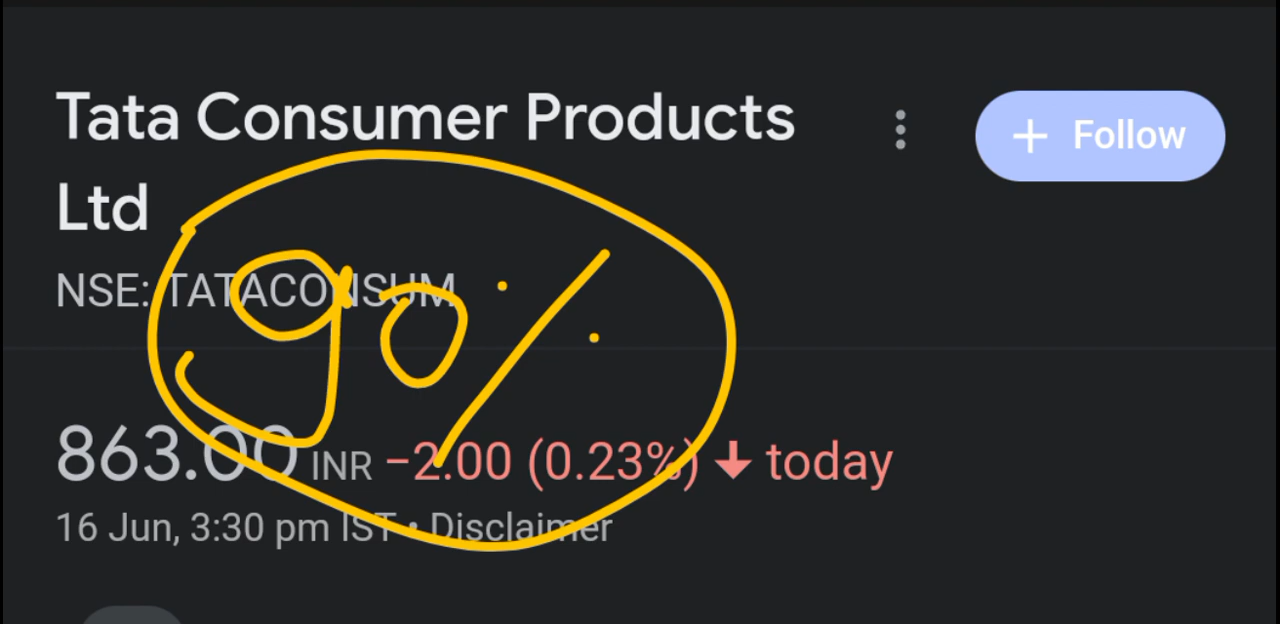 Tata Consumer Products
Ltd
+ Follow
NSE: TATACONSUM
90%
863.00 INR −2.00 (0.23%) ↓ today
16 Jun, 3:30 pm IST • Disclaimer